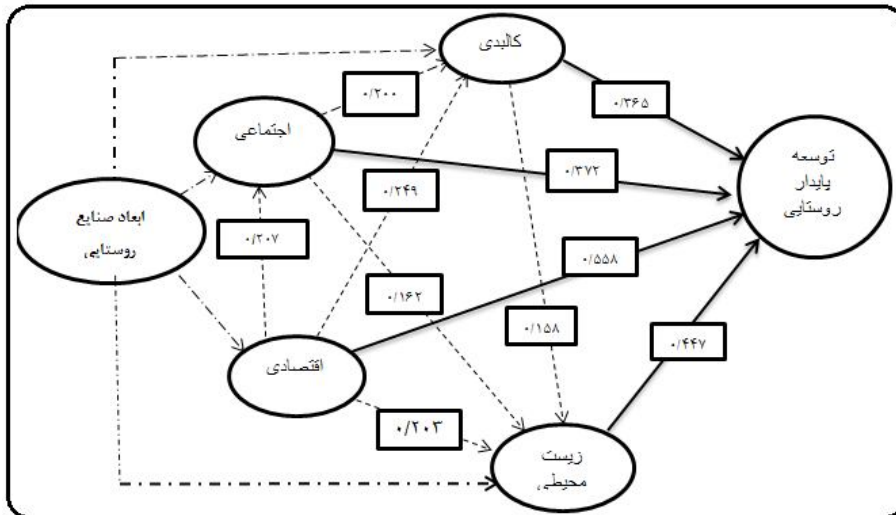 کالبدی
۰/۳۶۵
۰/۲۰۰
اجتماعی
۰/۳۷۲
توسعه
پایدار
روستایی
۰/۲۴۹
ابعاد صنایع
روستایی
۰/۲۰۷
۰/۵۵۸
۰/۱۶۲
۰/۱۵۸
۰/۴۴۷
اقتصادی
۰/۲۰۳
زیست
محیطی